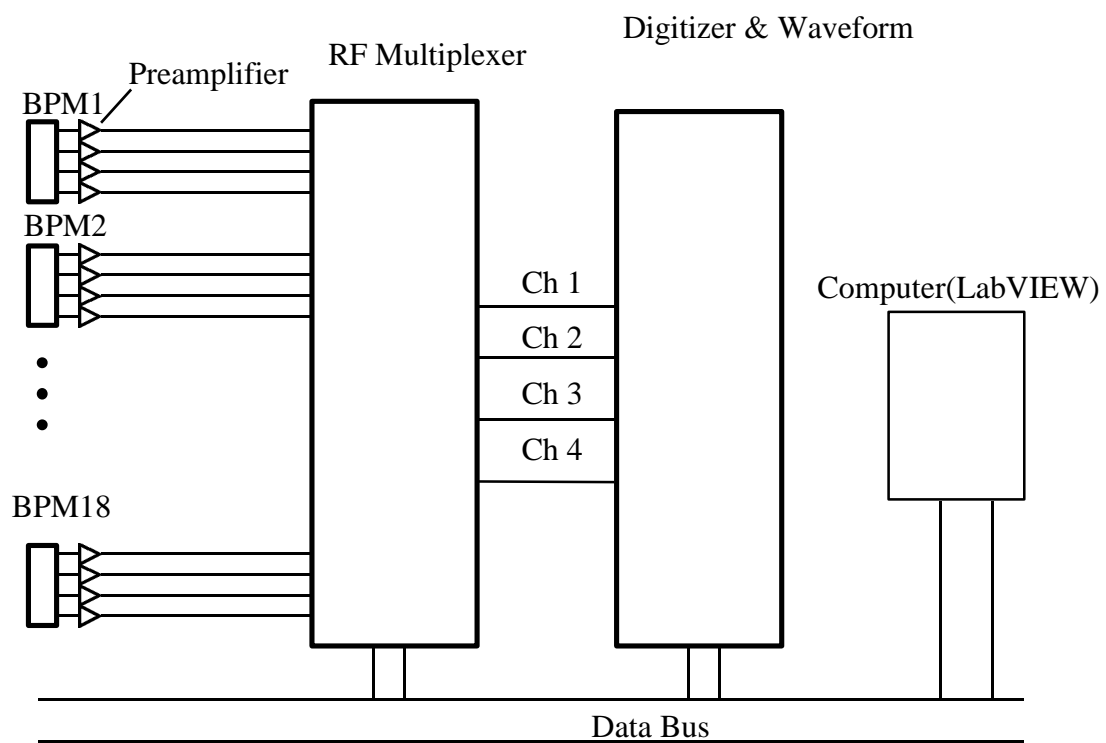 Digitizer & Waveform
RF Multiplexer
Preamplifier
BPM1
BPM2
Ch 1
Computer(LabVIEW)
Ch 2
Ch 3
Ch 4
BPM18
Data Bus